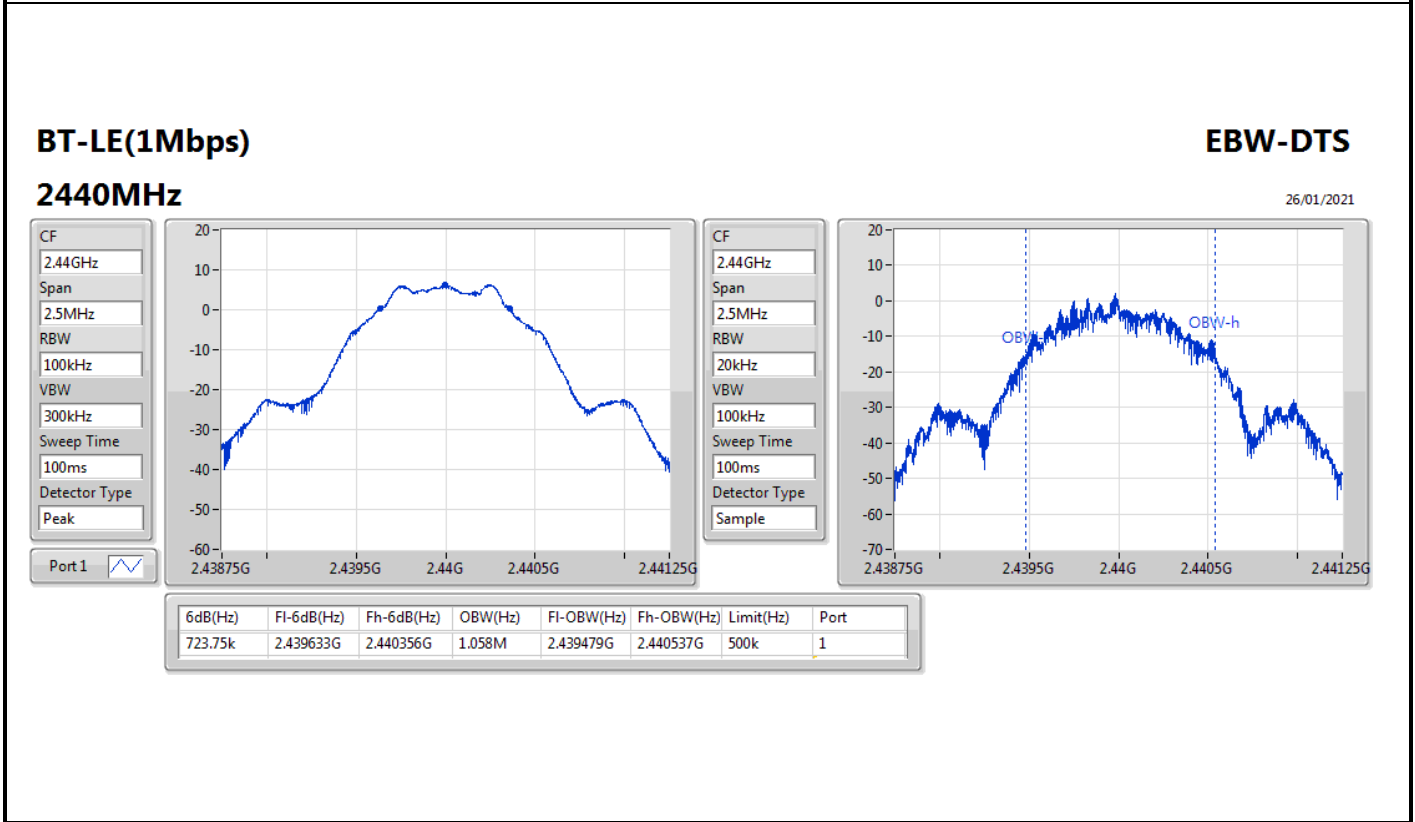 BT-LE(1Mbps)
EBW-DTS
2440MHz
26/01/2021
CF
2.44GHz
Span
2.5MHz
RBW
100kHz
VBW
300kHz
Sweep Time
100ms
Detector Type
Peak
Port 1
20
10
0
-10
-20
-30
-40
-50
-60
2.43875G 2.4395G 2.44G 2.4405G 2.44125G
CF
2.44GHz
Span
2.5MHz
RBW
20kHz
VBW
100kHz
Sweep Time
100ms
Detector Type
Sample
20
10
0
-10
-20
-30
-40
-50
-60
-70
OBW-h
2.43875G 2.4395G 2.44G 2.4405G 2.44125G
6dB(Hz) Fl-6dB(Hz) Fh-6dB(Hz) OBW(Hz) Fl-OBW(Hz) Fh-OBW(Hz) Limit(Hz) Port
723.75k 2.439633G 2.440356G 1.058M 2.439479G 2.440537G 500k 1